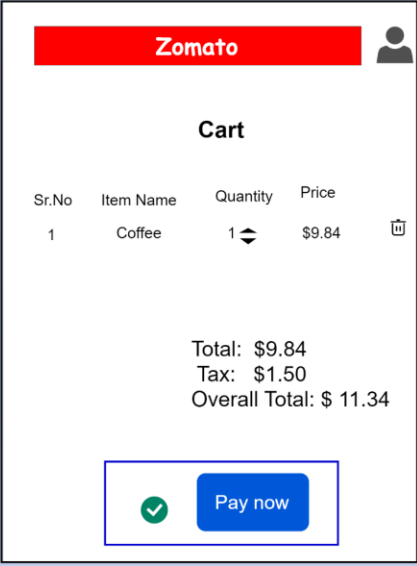 Zomato
Cart
Sr.No Item Name Quantity Price
1 Coffee 1 $9.84
Total: $9.84
Tax: $1.50
Overall Total: $ 11.34
Pay now